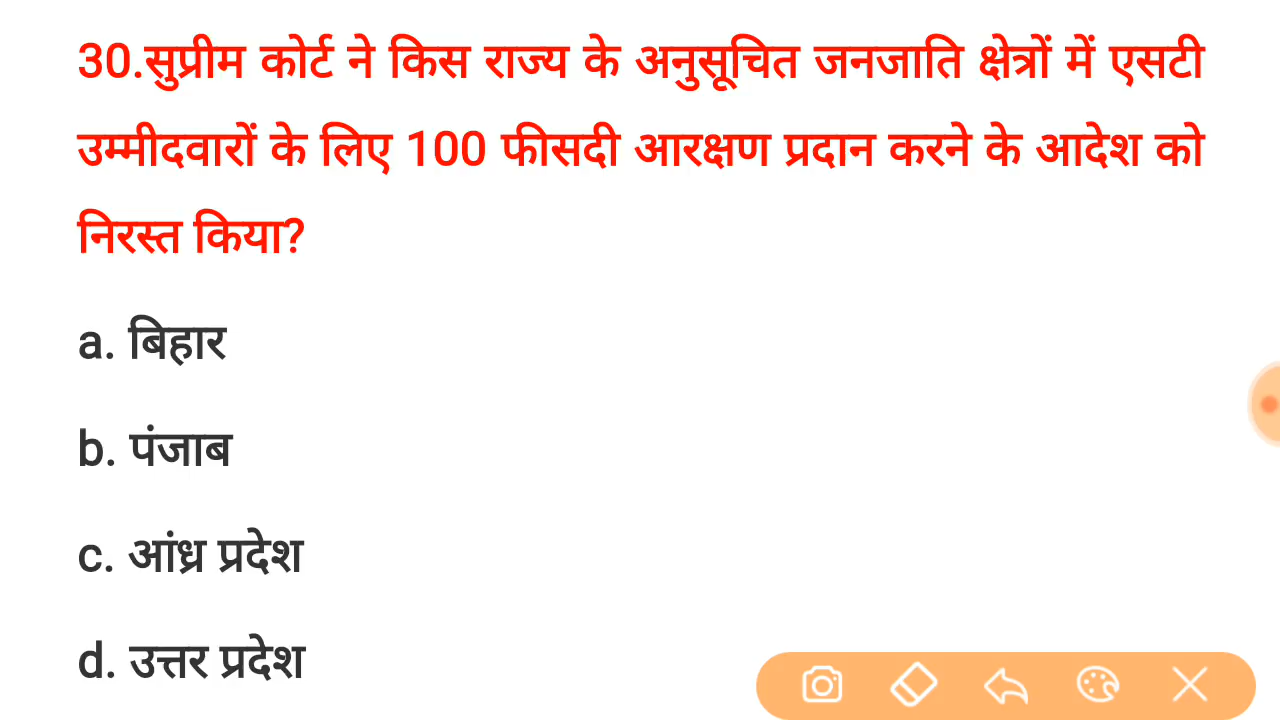 30.सुप्रीम कोर्ट ने किस राज्य के अनुसूचित जनजाति क्षेत्रों में एसटी
उम्मीदवारों के लिए 100 फीसदी आरक्षण प्रदान करने के आदेश को
निरस्त किया?
a. बिहार
b. पंजाब
c. आंध्र प्रदेश
d. उत्तर प्रदेश